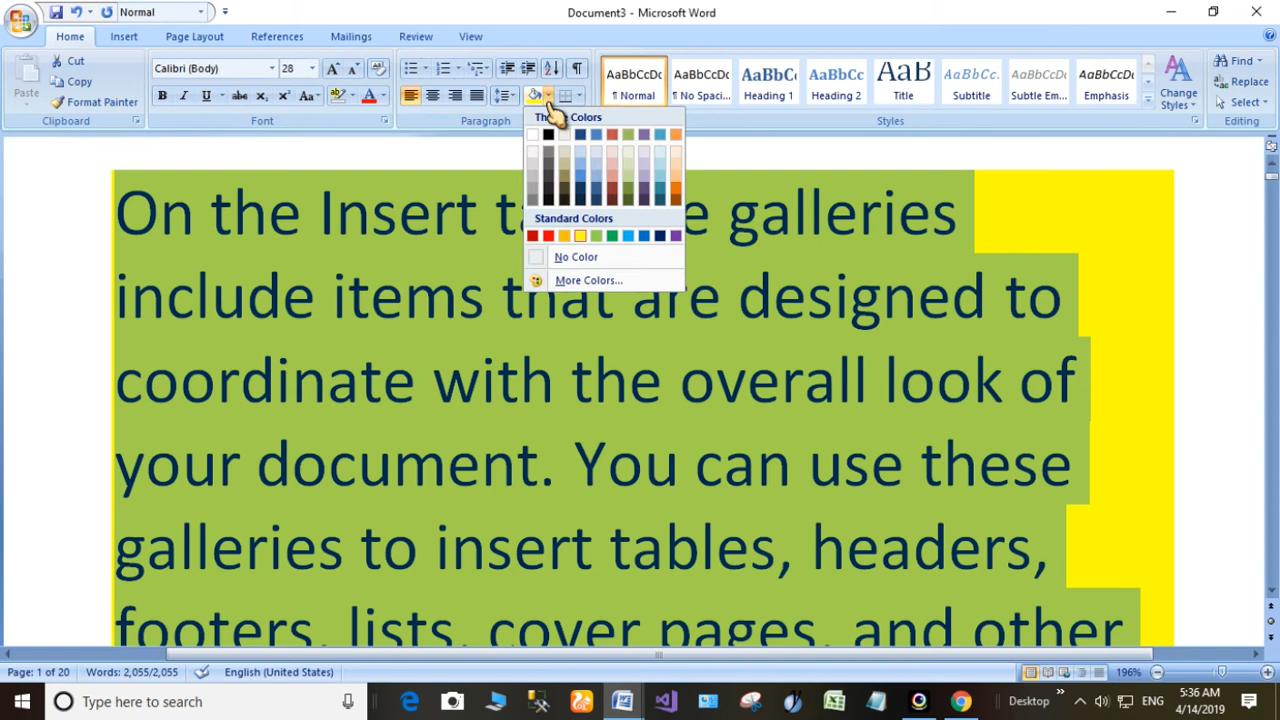 Normal
Document3 - Microsoft Word
Home Insert Page Layout References Mailings Review View
Paste
Cut
Copy
Format Painter
Clipboard
Calibri (Body) 28
B I U
Font
Paragraph
AaBbCcDc AaBbCcDc AaBbC AaBbCc AaB AaBbCcL AaBbCcDc AaBbCcDc
¶ Normal ¶ No Spaci... Heading 1 Heading 2 Title Subtitle Subtle Em... Emphasis
Change Styles
Styles
Find
Replace
Select
Editing
Colors
Standard Colors
No Color
More Colors...
On the Insert galleries
include items that are designed to
coordinate with the overall look of
your document. You can use these
galleries to insert tables, headers,
footers, lists, cover pages, and other
Page: 1 of 20 Words: 2,055/2,055 English (United States) 196%
Type here to search
Desktop
ENG
5:36 AM
4/14/2019